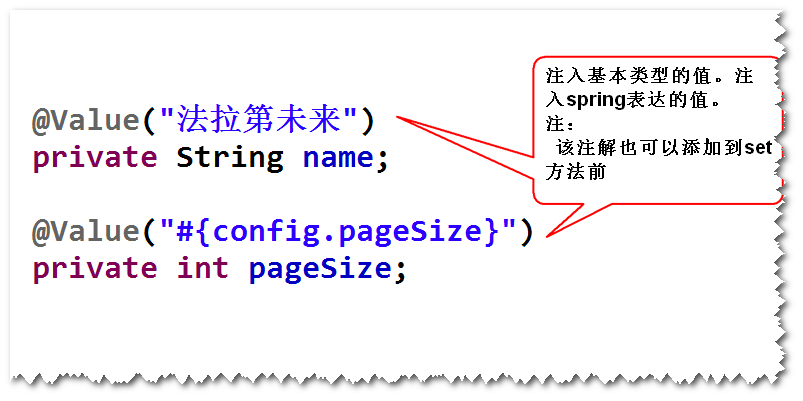 @Value("法拉第未来")
private String name;
@Value("#{config.pageSize}")
private int pageSize;
注入基本类型的值。注
入spring表达的值。
注：
该注解也可以添加到set
方法前